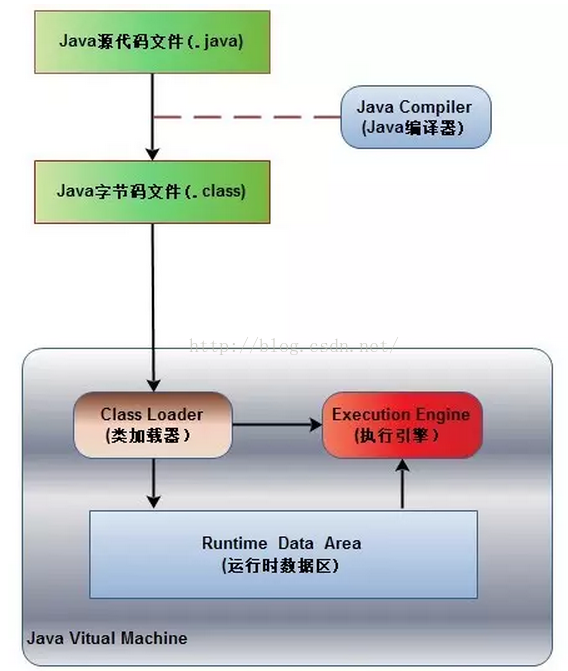 Java源代码文件(.java)
Java Compiler
(Java编译器)
Java字节码文件(.class)
http://blog.csdn.net/
Class Loader
(类加载器)
Execution Engine
(执行引擎)
Runtime Data Area
(运行时数据区)
Java Vitual Machine